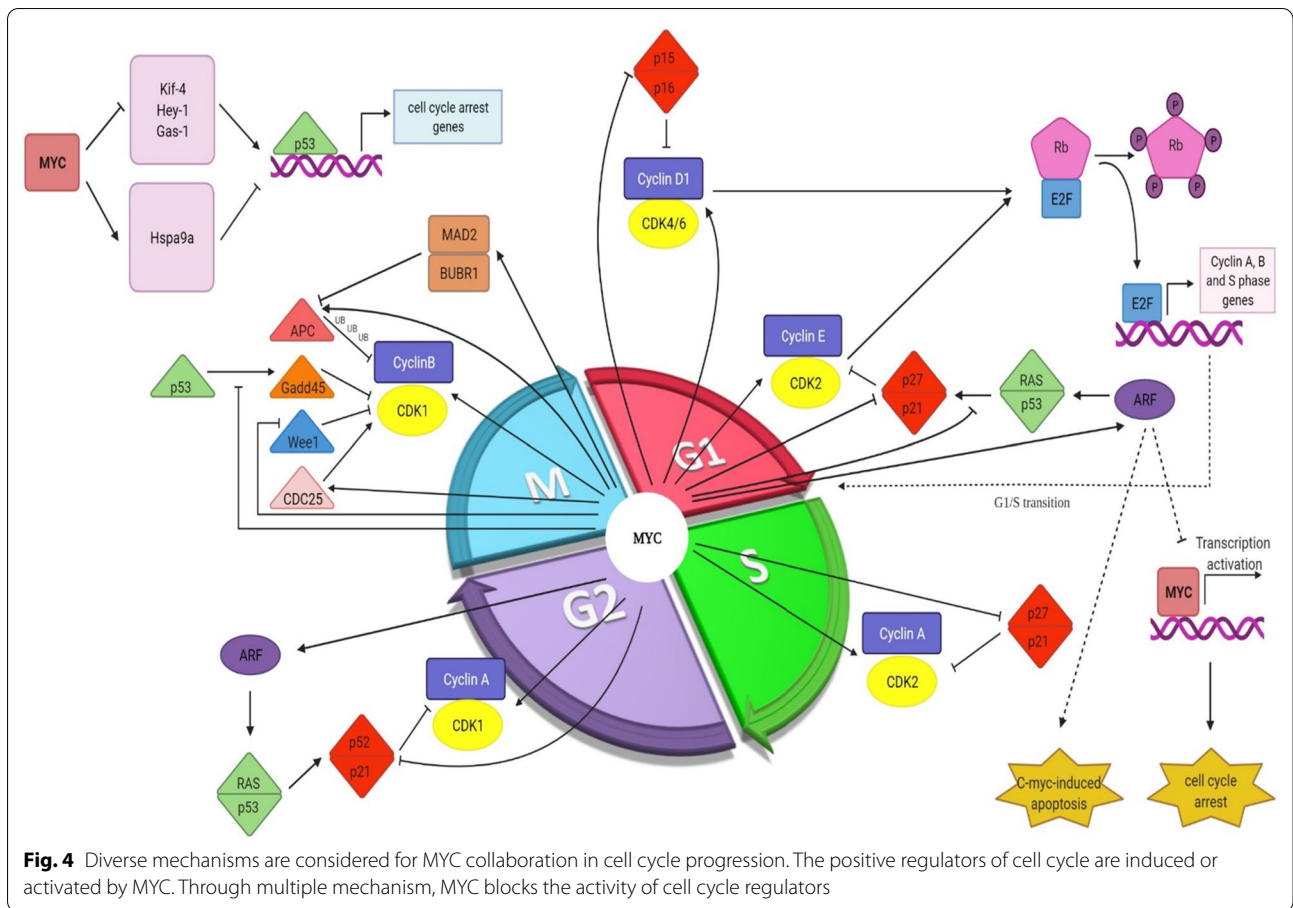 p15
p16
Kif-4
Hey-1
Gas-1
MYC
p53
cell cycle arrest
genes
Hspa9a
Cyclin D1
CDK4/6
Rb
E2F
P
P
P
P
P
Rb
MAD2
BUBR1
Cyclin A, B
and S phase
genes
E2F
APC
UB
UB
UB
CyclinB
CDK1
p53
Gadd45
Wee1
CDC25
Cyclin E
CDK2
p27
p21
RAS
p53
ARF
M
G1
G1/S transition
MYC
S
G2
Transcription
activation
MYC
p27
p21
Cyclin A
CDK2
ARF
Cyclin A
CDK1
p52
p21
RAS
p53
C-myc-induced
apoptosis
cell cycle
arrest
Fig. 4 Diverse mechanisms are considered for MYC collaboration in cell cycle progression. The positive regulators of cell cycle are induced or
activated by MYC. Through multiple mechanism, MYC blocks the activity of cell cycle regulators